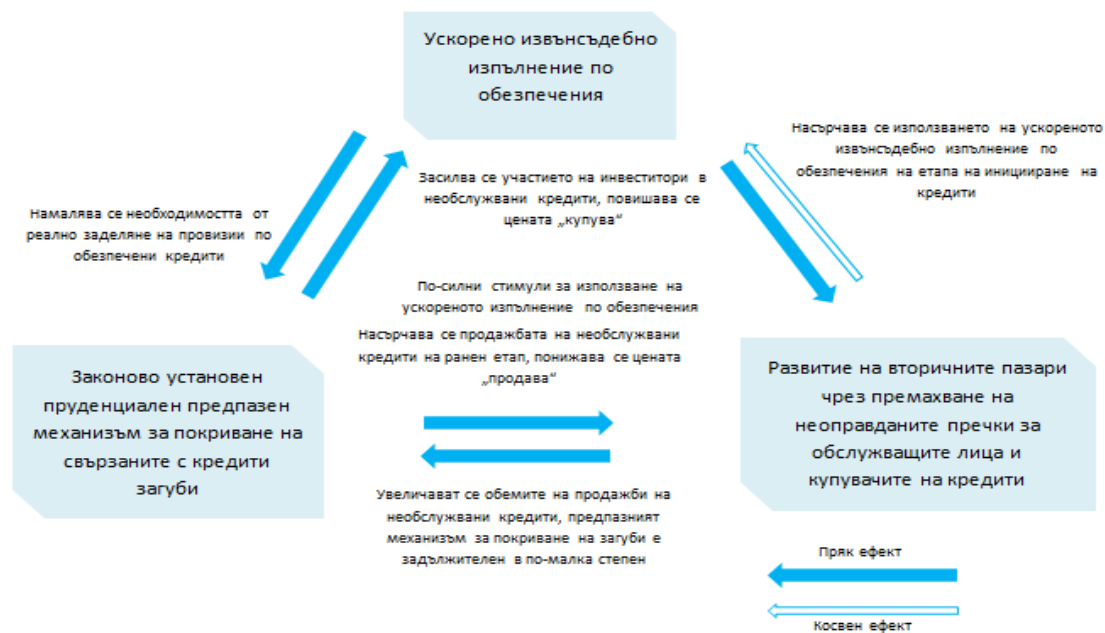 Ускорено извънсъдебно
изпълнение по
обезпечения
Насърчава се използването на ускореното
извънсъдебно изпълнение по
обезпечения на етапа на иницииране на
кредити
Засилва се участието на инвеститори в
необслужвани кредити, повишава се
цената „купува“
Намалява се необходимостта от
реално заделяне на провизии по
обезпечени кредити
По-силни стимули за използване на
ускореното изпълнение по обезпечения
Насърчава се продажбата на необслужвани
кредити на ранен етап, понижава се цената
„продава“
Законово установен
пруденциален предпазен
механизъм за покриване на
свързаните с кредити
загуби
Развитие на вторичните пазари
чрез премахване на
неоправданите пречки за
обслужващите лица и
купувачите на кредити
Увеличават се обемите на продажби на
необслужвани кредити, предпазният
механизъм за покриване на загуби е
задължителен в по-малка степен
Пряк ефект
Косвен ефект